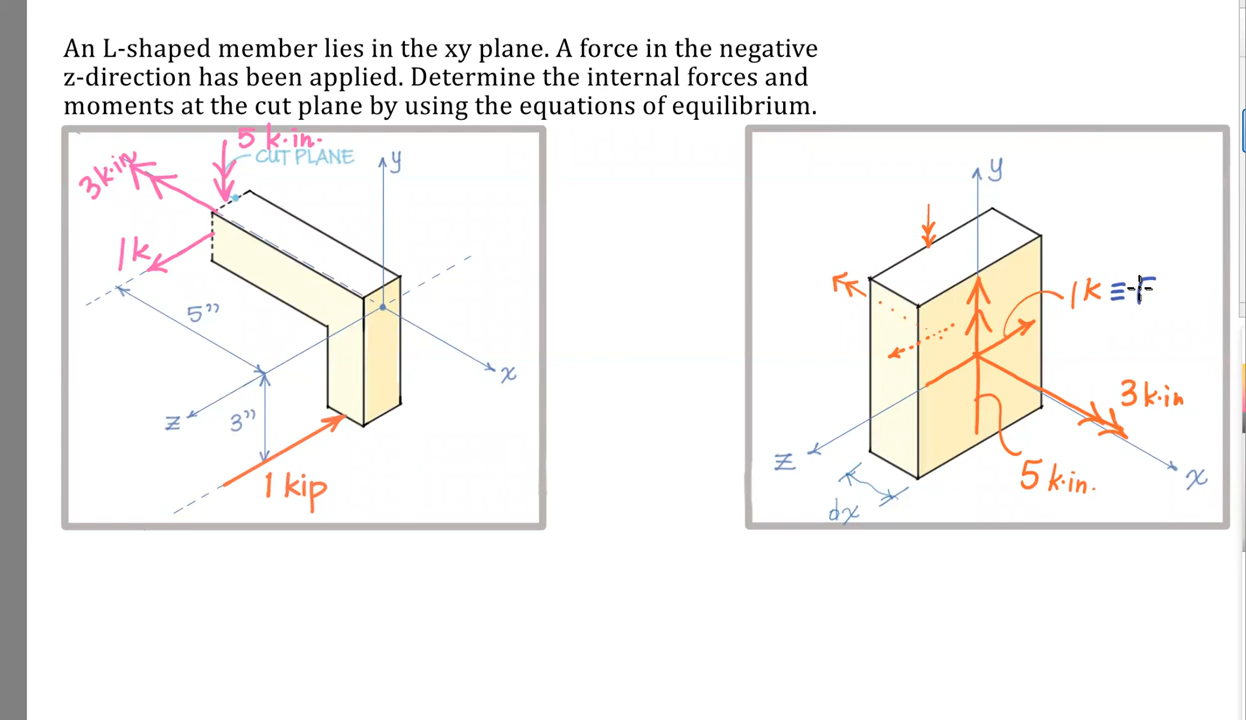 An L-shaped member lies in the xy plane. A force in the negative
z-direction has been applied. Determine the internal forces and
moments at the cut plane by using the equations of equilibrium.
5 k·in.
CUT PLANE
3k·in
y
1k
5"
x
z
3"
1 kip
y
1k ≡ -F
3 k·in
z
x
5 k·in.
dx